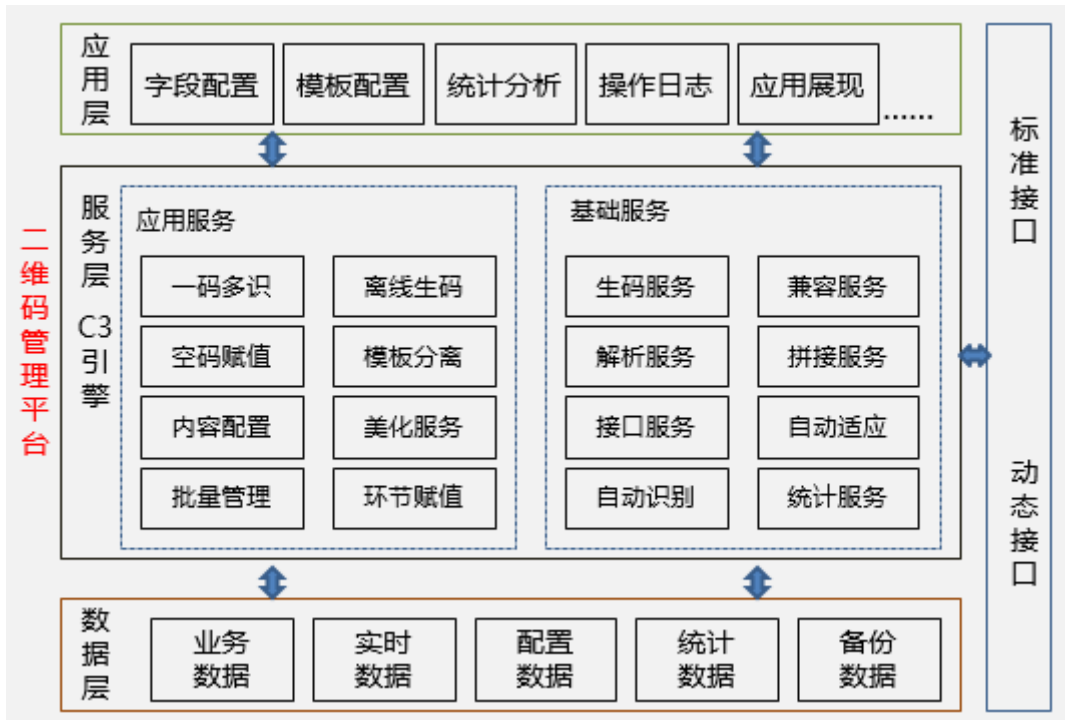 二维码管理平台
应用层
字段配置
模板配置
统计分析
操作日志
应用展现
......
服务层 C3引擎
应用服务
一码多识
离线生码
空码赋值
模板分离
内容配置
美化服务
批量管理
环节赋值
基础服务
生码服务
兼容服务
解析服务
拼接服务
接口服务
自动适应
自动识别
统计服务
数据层
业务
数据
实时
数据
配置
数据
统计
数据
备份
数据
标准接口
动态接口